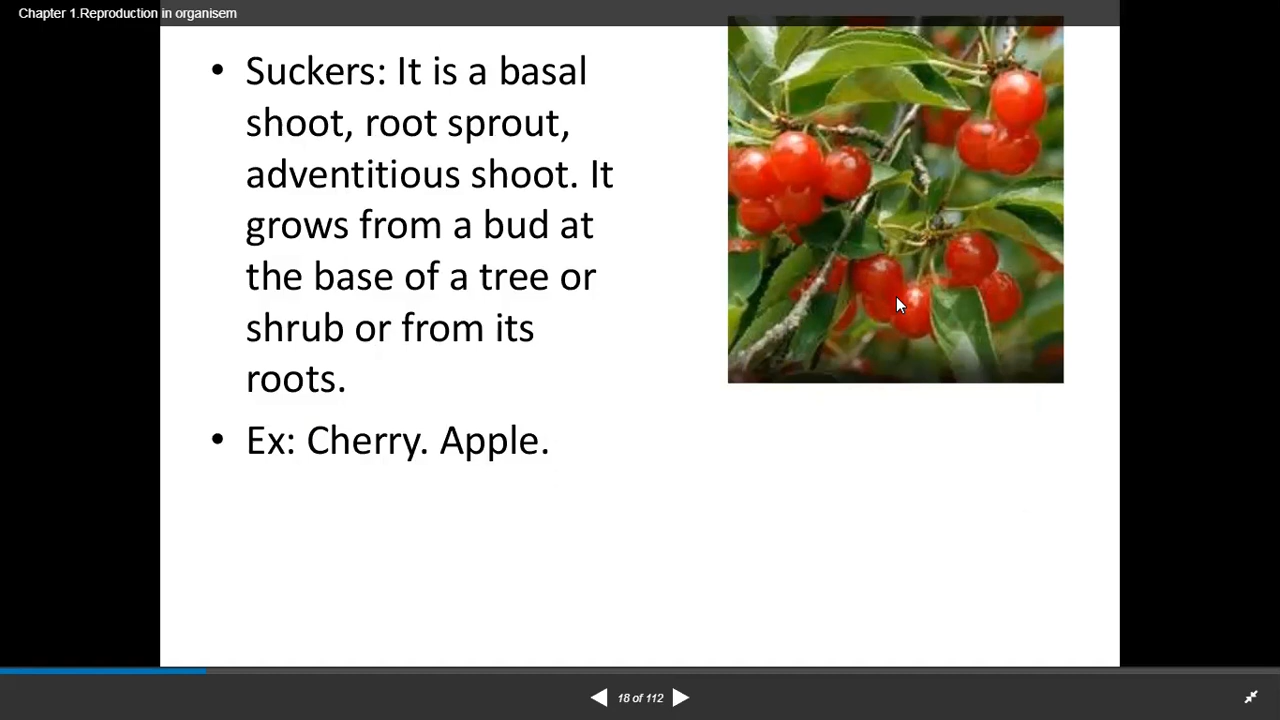 Chapter 1.Reproduction in organisem
• Suckers: It is a basal
shoot, root sprout,
adventitious shoot. It
grows from a bud at
the base of a tree or
shrub or from its
roots.
• Ex: Cherry. Apple.
18 of 112